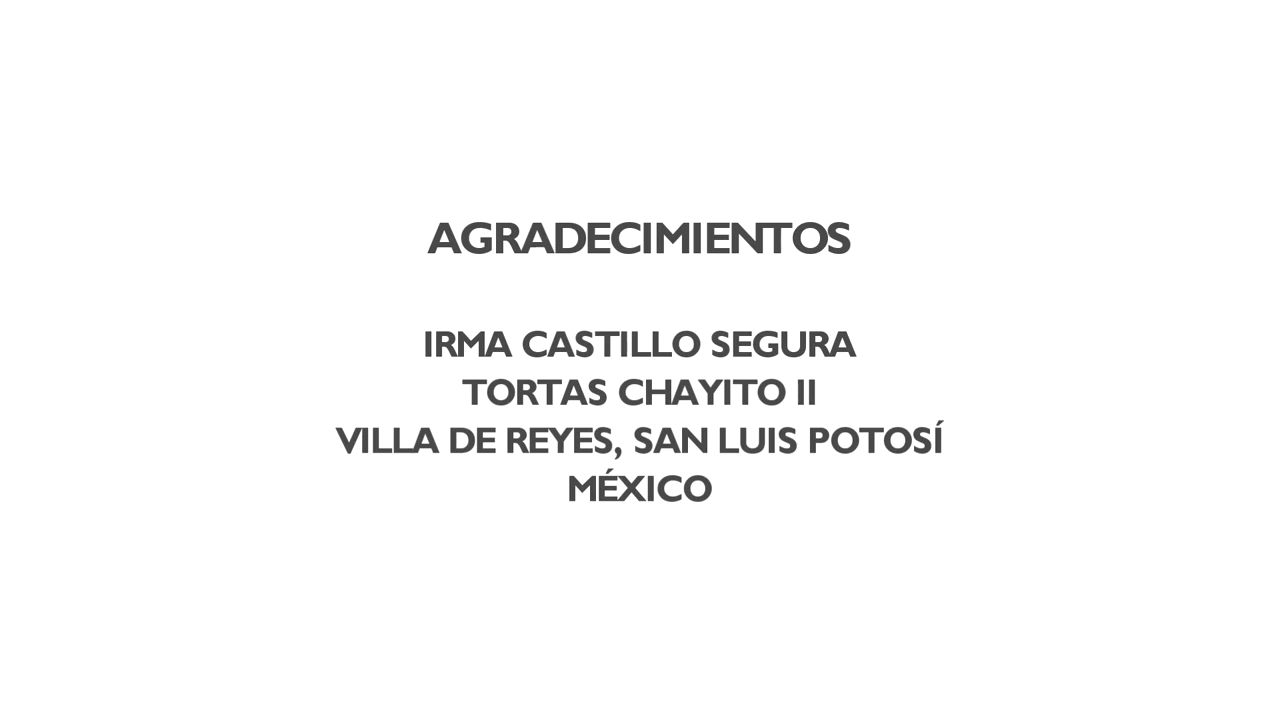 AGRADECIMIENTOS
IRMA CASTILLO SEGURA
TORTAS CHAYITO II
VILLA DE REYES, SAN LUIS POTOSÍ
MÉXICO